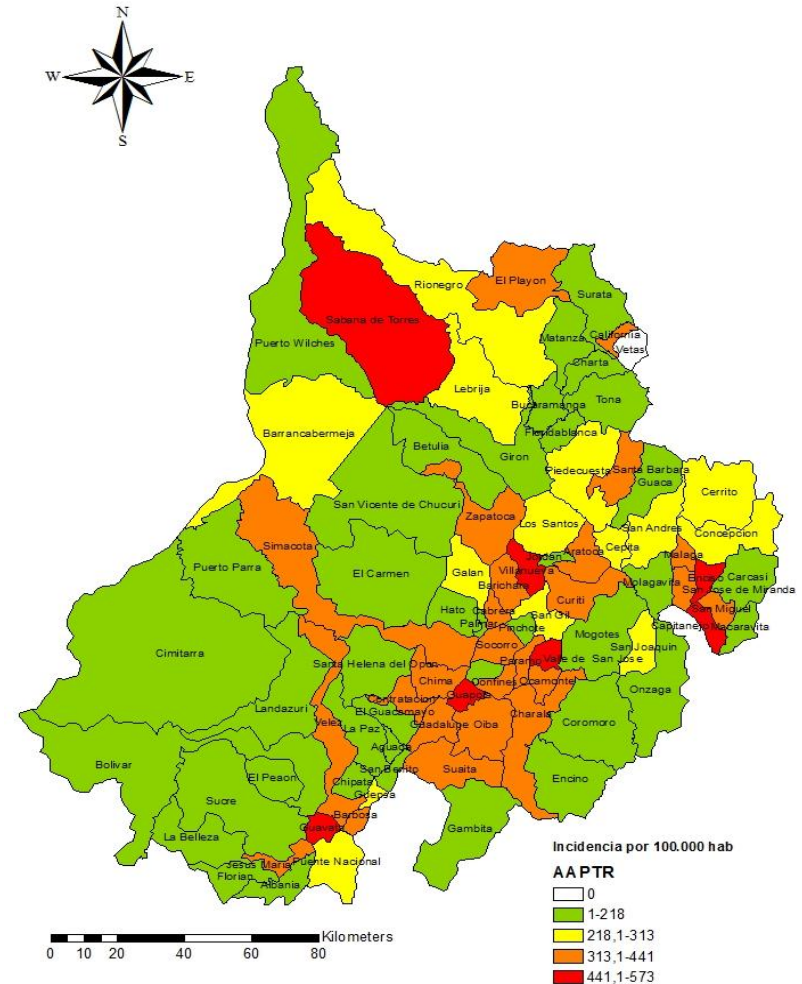 N
W E
S
Rionegro
El Playon
Surata
Sabana de Torres
California
Puerto Wilches
Matanza
Vetas
Charta
Lebrija
Tona
Bucaramanga
Barrancabermeja
Floridablanca
Betulia
Giron
Piedecuesta
Santa Barbara
Guaca
Cerrito
San Vicente de Chucuri
Zapatoca
Los Santos
San Andres
Concepcion
Simacota
Jordan
Aratoca
Cepita
Malaga
Puerto Parra
El Carmen
Galan
Villanueva
Enciso
Carcasi
Barichara
Molagavita
San Jose de Miranda
Curiti
Hato
Cabrera
San Gil
San Miguel
Palmar
Pinchote
Mogotes
Capitanejo
Macaravita
Socorro
San Joaquin
Cimitarra
Paramo
Valle de San Jose
Santa Helena del Opon
Chima
Confines
Ocamonte
Onzaga
Contratacion
Guapota
Landazuri
El Guacamayo
Charala
Velez
La Paz
Guadalupe
Oiba
Coromoro
Aguada
Bolivar
San Benito
Suaita
El Peaon
Chipata
Encino
Guepsa
Sucre
Barbosa
Guavata
Gambita
La Belleza
Jesus Maria
Puente Nacional
Florian
Albania
Incidencia por 100.000 hab
AAPTR
0
1-218
218,1-313
313,1-441
441,1-573
Kilometers
0 10 20 40 60 80